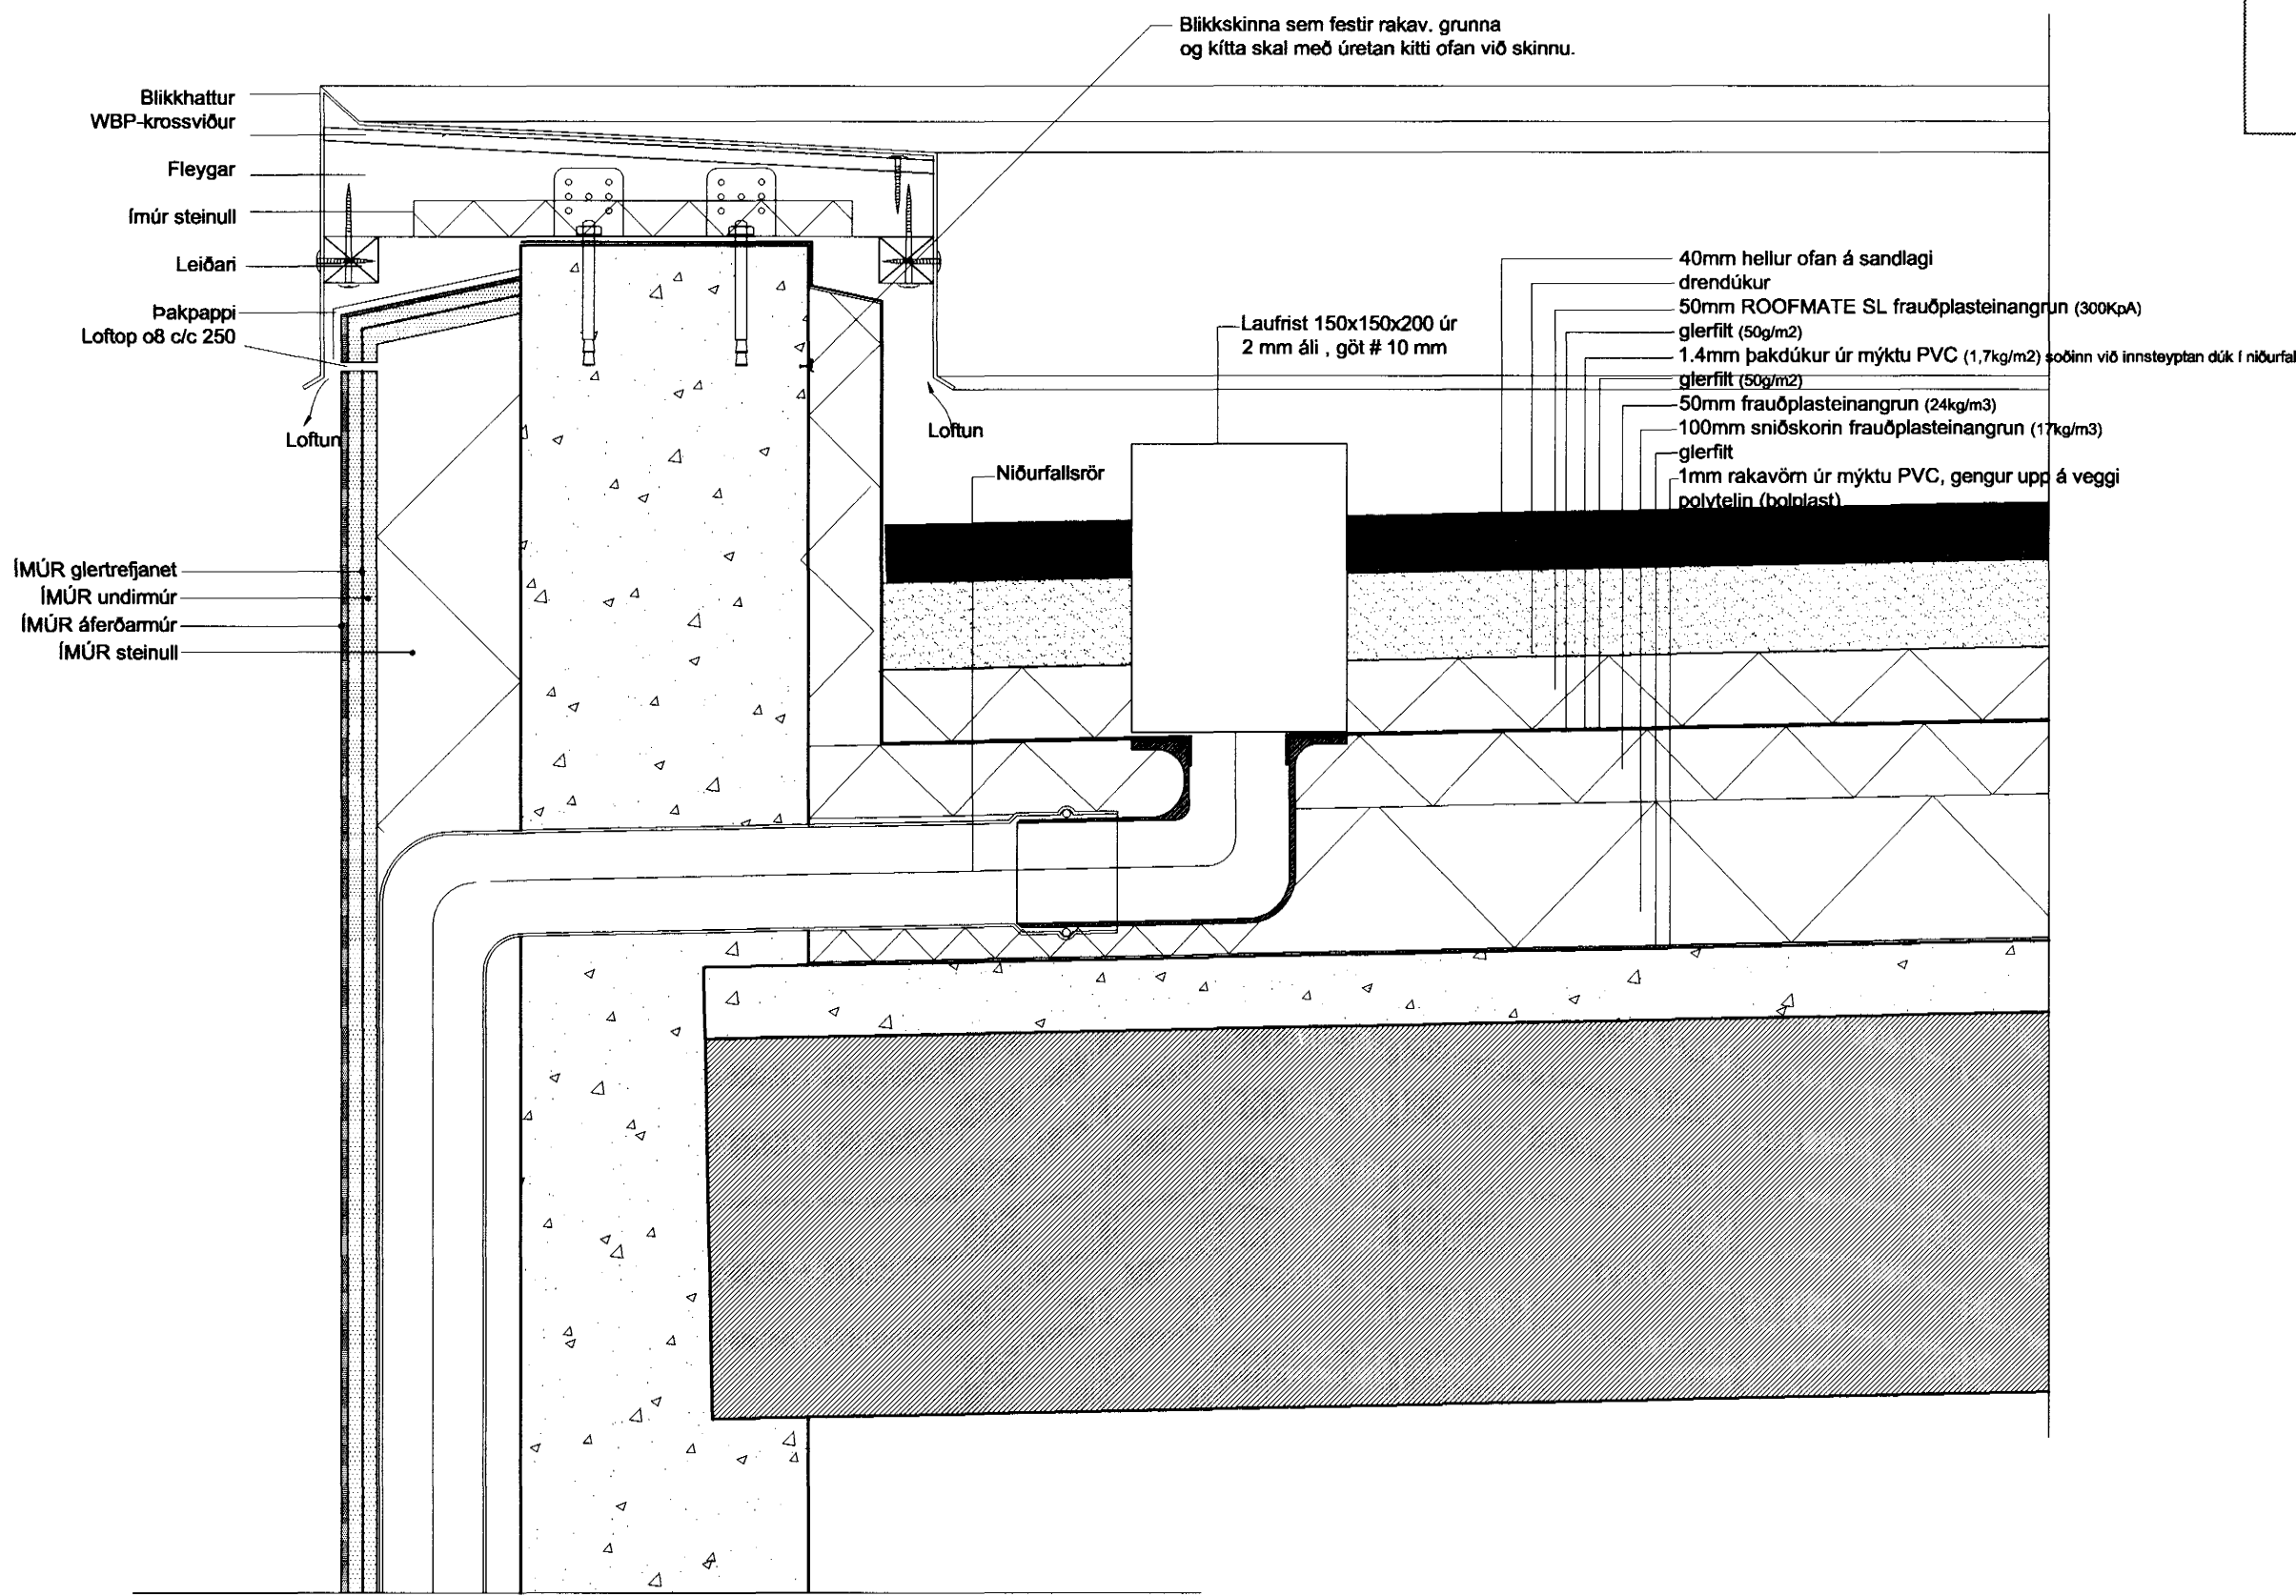 Blikkskinna sem festir rakav. grunna
og kítta skal með úretan kitti ofan við skinnu.
Blikkhattur
WBP-krossviður
Fleygar
Ímúr steinull
Leiðari
Þakpappi
Loftop o8 c/c 250
Loftun
Loftun
Laufrist 150x150x200 úr
2 mm áli , göt # 10 mm
Niðurfallsrör
40mm hellur ofan á sandlagi
drendúkur
50mm ROOFMATE SL frauðplasteinangrun (300KpA)
glerfilt (50g/m2)
1.4mm þakdúkur úr mýktu PVC (1,7kg/m2) soðinn við innsteyptan dúk í niðurfal
glerfilt (50g/m2)
50mm frauðplasteinangrun (24kg/m3)
100mm sniðskorin frauðplasteinangrun (17kg/m3)
glerfilt
1mm rakavörn úr mýktu PVC, gengur upp á veggi
polytelin (bolplast)
ÍMÚR glertrefjanet
ÍMÚR undirmúr
ÍMÚR áferðarmúr
ÍMÚR steinull